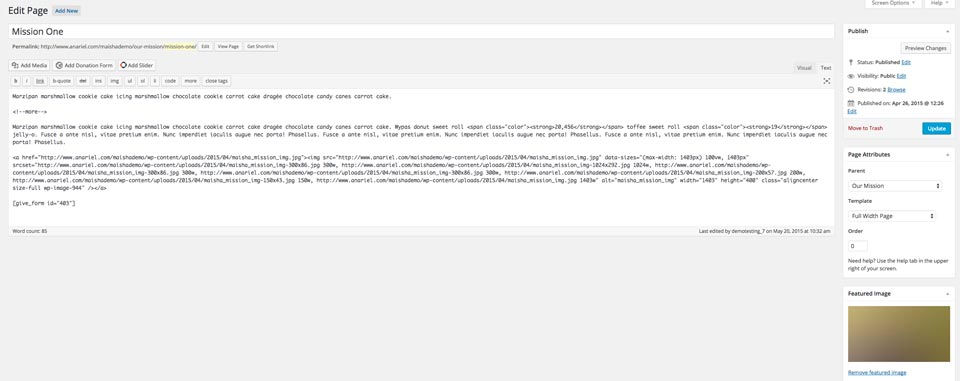 Screen Options ▼
Help ▼
Edit Page Add New
Mission One
Permalink: http://www.anariel.com/maishademo/our-mission/mission-one/ Edit View Page Get Shortlink
Add Media Add Donation Form Add Slider
Visual Text
b i link b-quote del ins img ul ol li code more close tags
Marzipan marshmallow cookie cake icing marshmallow chocolate cookie carrot cake dragée chocolate candy canes carrot cake.
<!--more-->
Marzipan marshmallow cookie cake icing marshmallow chocolate cookie carrot cake dragée chocolate candy canes carrot cake. Wypas donut sweet roll <span class="color"><strong>20,456</strong></span> toffee sweet roll <span class="color"><strong>19</strong></span>
jelly-o. Fusce a ante nisl, vitae pretium enim. Nunc imperdiet iaculis augue nec porta! Phasellus. Fusce a ante nisl, vitae pretium enim. Nunc imperdiet iaculis augue nec porta! Phasellus. Fusce a ante nisl, vitae pretium enim. Nunc imperdiet iaculis augue nec
porta! Phasellus.
<a href="http://www.anariel.com/maishademo/wp-content/uploads/2015/04/maisha_mission_img.jpg"><img src="http://www.anariel.com/maishademo/wp-content/uploads/2015/04/maisha_mission_img.jpg" data-sizes="(max-width: 1403px) 100vw, 1403px"
srcset="http://www.anariel.com/maishademo/wp-content/uploads/2015/04/maisha_mission_img-300x86.jpg 300w, http://www.anariel.com/maishademo/wp-content/uploads/2015/04/maisha_mission_img-1024x292.jpg 1024w, http://www.anariel.com/maishademo/wp-
content/uploads/2015/04/maisha_mission_img-300x86.jpg 300w, http://www.anariel.com/maishademo/wp-content/uploads/2015/04/maisha_mission_img-300x86.jpg 300w, http://www.anariel.com/maishademo/wp-content/uploads/2015/04/maisha_mission_img-200x57.jpg 200w,
http://www.anariel.com/maishademo/wp-content/uploads/2015/04/maisha_mission_img-150x43.jpg 150w, http://www.anariel.com/maishademo/wp-content/uploads/2015/04/maisha_mission_img.jpg 1403w" alt="maisha_mission_img" width="1403" height="400" class="aligncenter
size-full wp-image-944" /></a>
[give_form id="403"]
Word count: 85
Last edited by demotesting_7 on May 20, 2015 at 10:32 am
Publish
Preview Changes
Status: Published Edit
Visibility: Public Edit
Revisions: 2 Browse
Published on: Apr 26, 2015 @ 12:26
Edit
Move to Trash
Update
Page Attributes
Parent
Our Mission
Template
Full Width Page
Order
0
Need help? Use the Help tab in the upper
right of your screen.
Featured Image
Remove featured image